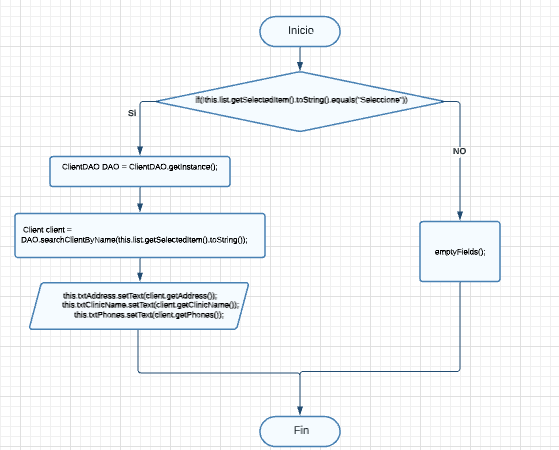 Inicio
if(!this.list.getSelectedItem().toString().equals("Seleccione"))
SI
NO
ClientDAO DAO = ClientDAO.getInstance();
Client client =
DAO.searchClientByName(this.list.getSelectedItem().toString());
emptyFields();
this.txtAddress.setText(client.getAddress());
this.txtClinicName.setText(client.getClinicName());
this.txtPhones.setText(client.getPhones());
Fin